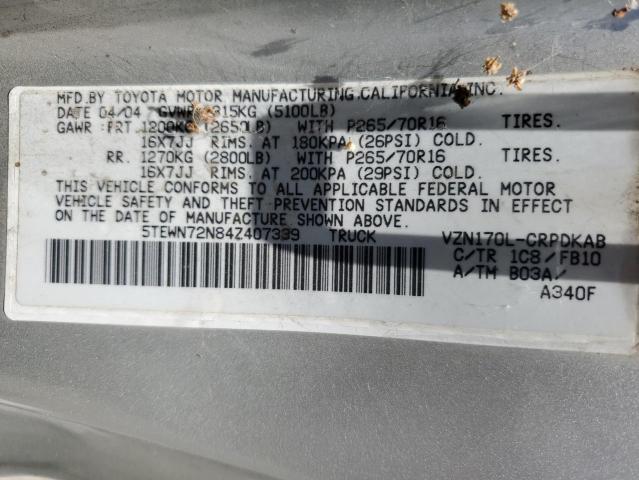 MFD.BY TOYOTA MOTOR MANUFACTURING,CALIFORNIA,INC.
DATE 04/04 GVWR 2315KG (5100LB)
GAWR FRT 1200KG (2650LB) WITH P265/70R16 TIRES.
16X7JJ RIMS. AT 180KPA (26PSI) COLD.
RR. 1270KG (2800LB) WITH P265/70R16 TIRES.
16X7JJ RIMS. AT 200KPA (29PSI) COLD.
THIS VEHICLE CONFORMS TO ALL APPLICABLE FEDERAL MOTOR
VEHICLE SAFETY AND THEFT PREVENTION STANDARDS IN EFFECT
ON THE DATE OF MANUFACTURE SHOWN ABOVE.
5TEWN72N84Z407339 TRUCK VZN170L-CRPDKAB
C/TR 1C8/FB10
A/TM B03A/
A340F